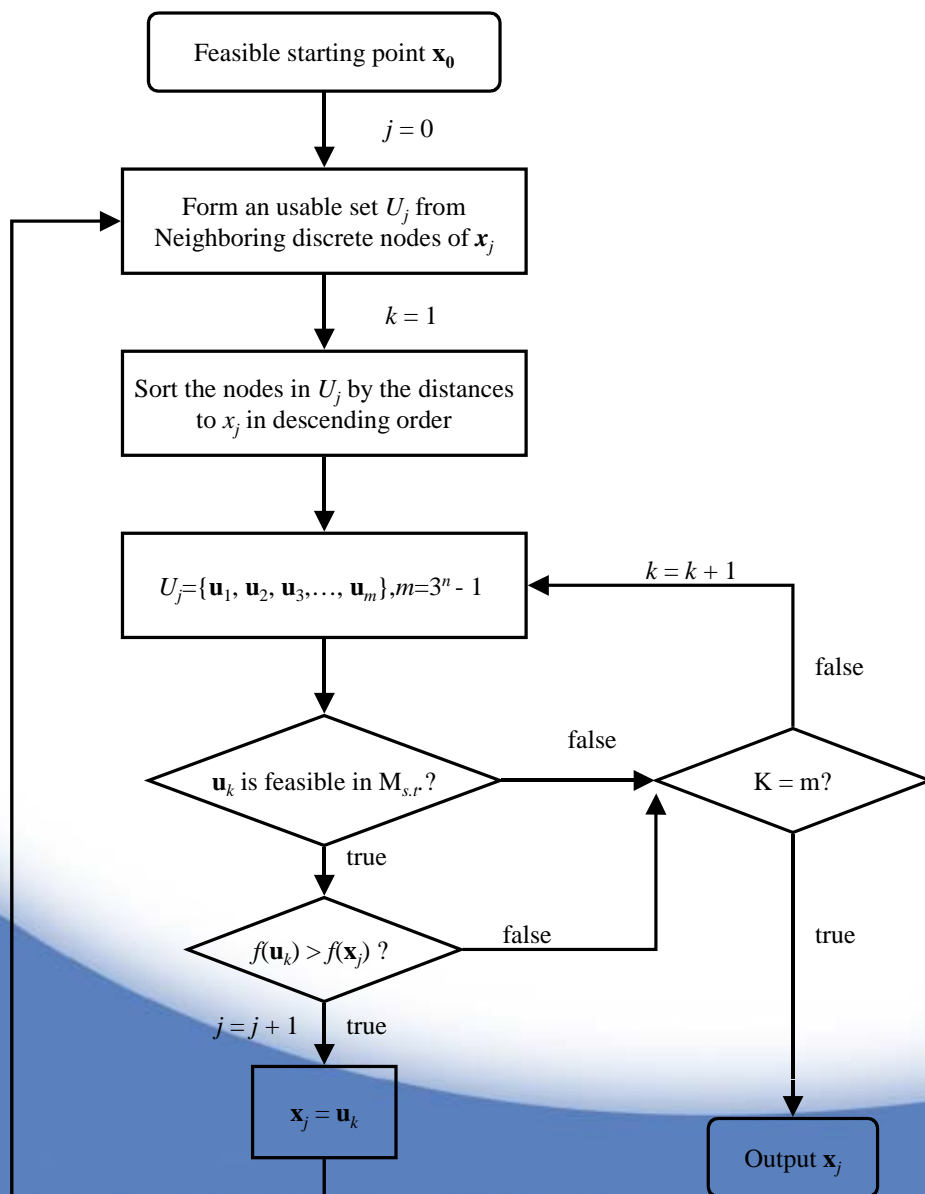 Feasible starting point x₀
j = 0
Form an usable set Uⱼ from
Neighboring discrete nodes of xⱼ
k = 1
Sort the nodes in Uⱼ by the distances
to xⱼ in descending order
Uⱼ={u₁, u₂, u₃,…, uₘ},m=3ⁿ - 1
k = k + 1
false
uₖ is feasible in M_{s.t.}?
false
K = m?
true
f(uₖ) > f(xⱼ) ?
false
true
j = j + 1
true
xⱼ = uₖ
Output xⱼ